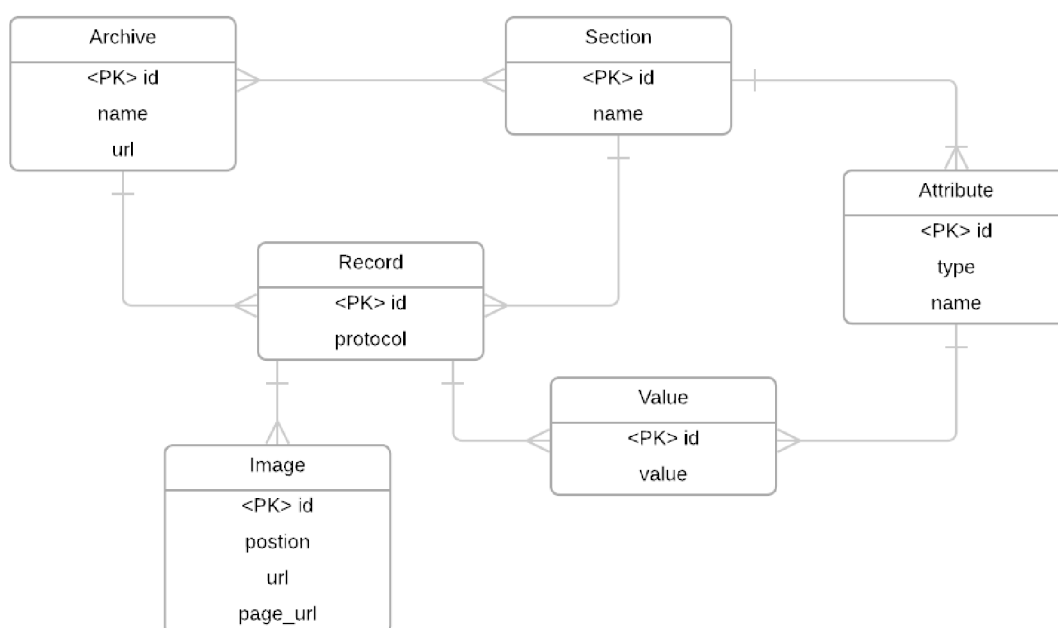 Archive
<PK> id
name
url
Section
<PK> id
name
Attribute
<PK> id
type
name
Record
<PK> id
protocol
Value
<PK> id
value
Image
<PK> id
postion
url
page_url